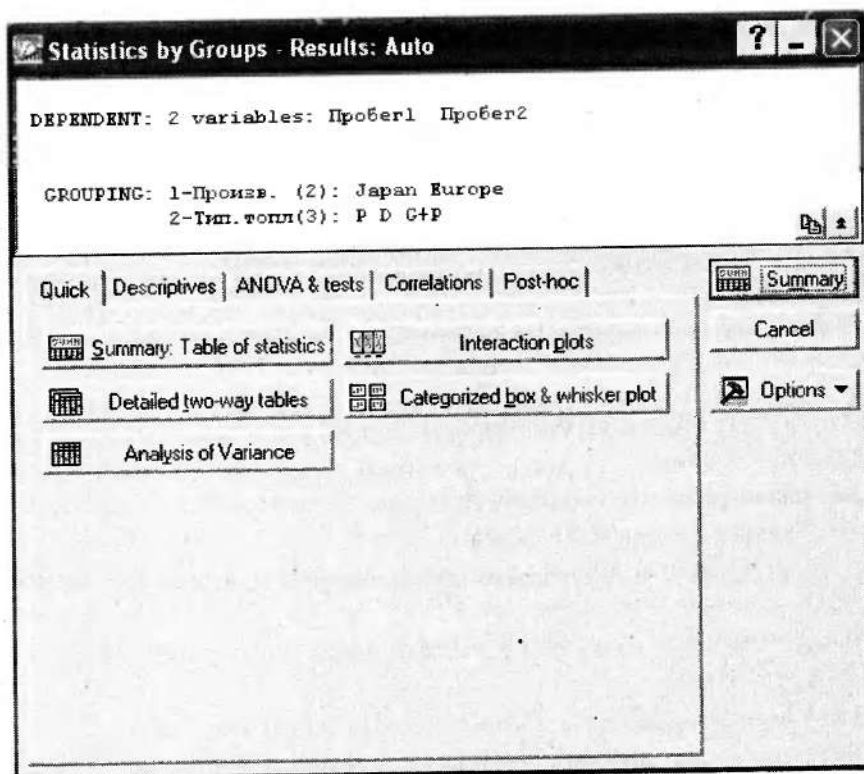 Statistics by Groups - Results: Auto
DEPENDENT: 2 variables: Пробег1 Пробег2
GROUPING: 1-Произв. (2): Japan Europe
2-Тип.топл(3): P D G+P
Quick
Descriptives
ANOVA & tests
Correlations
Post-hoc
Summary
Summary: Table of statistics
Interaction plots
Cancel
Detailed two-way tables
Categorized box & whisker plot
Options
Analysis of Variance